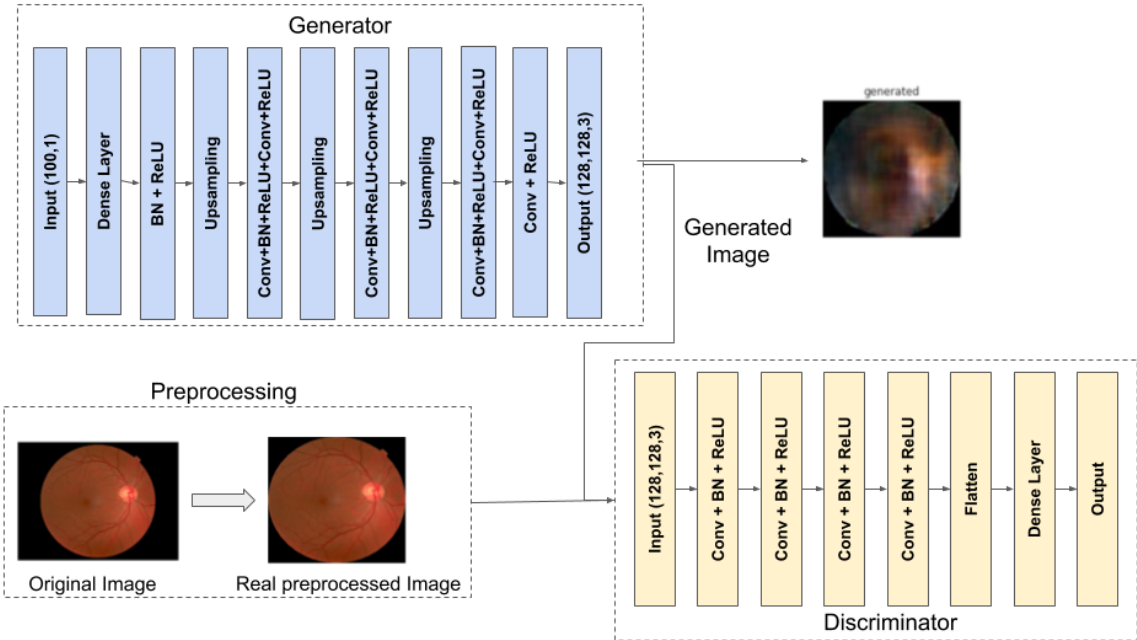 Generator
Input (100,1)
Dense Layer
BN + ReLU
Upsampling
Conv+BN+ReLU+Conv+ReLU
Upsampling
Conv+BN+ReLU+Conv+ReLU
Upsampling
Conv+BN+ReLU+Conv+ReLU
Conv + ReLU
Output (128,128,3)
generated
Generated
Image
Preprocessing
Original Image
Real preprocessed Image
Input (128,128,3)
Conv + BN + ReLU
Conv + BN + ReLU
Conv + BN + ReLU
Conv + BN + ReLU
Flatten
Dense Layer
Output
Discriminator